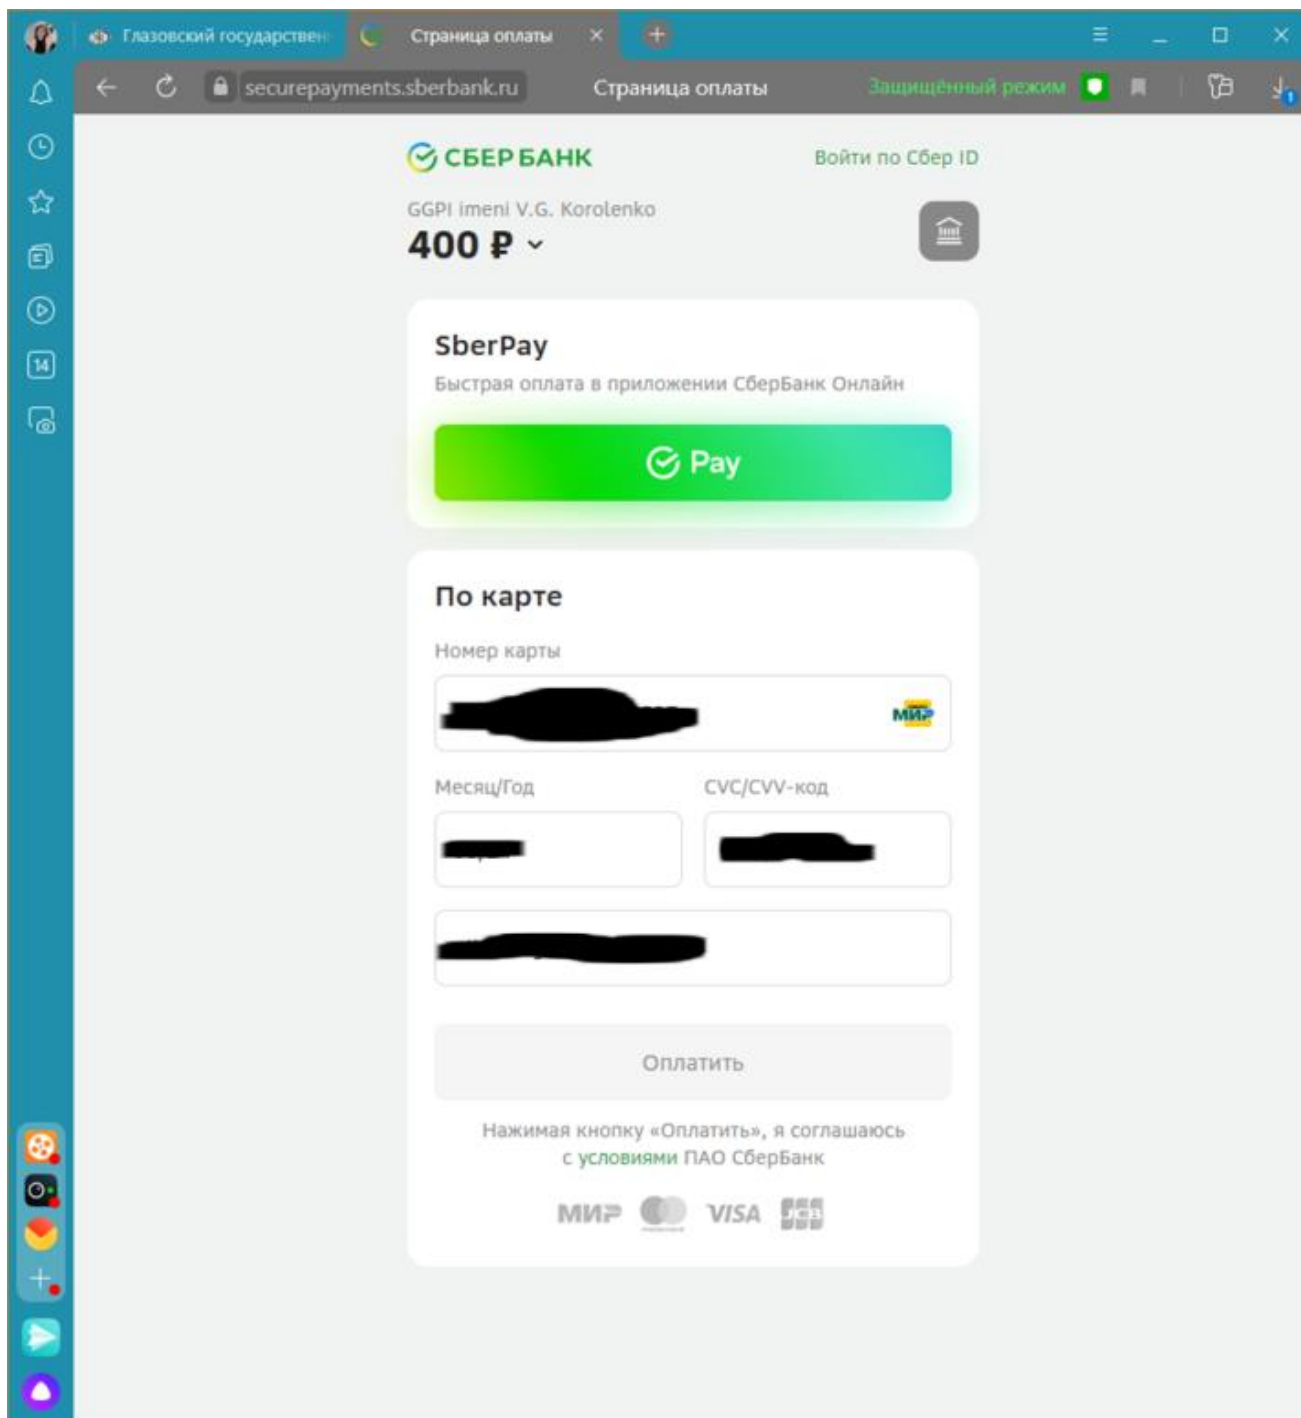 Глазовский государствен
Страница оплаты
securepayments.sberbank.ru
Страница оплаты
Защищённый режим
1
14
СБЕР БАНК
Войти по Сбер ID
GGPI imeni V.G. Korolenko
400 ₽
SberPay
Быстрая оплата в приложении СберБанк Онлайн
Pay
По карте
Номер карты
МИР
Месяц/Год
CVC/CVV-код
Оплатить
Нажимая кнопку «Оплатить», я соглашаюсь
с условиями ПАО СберБанк
МИР VISA JCB